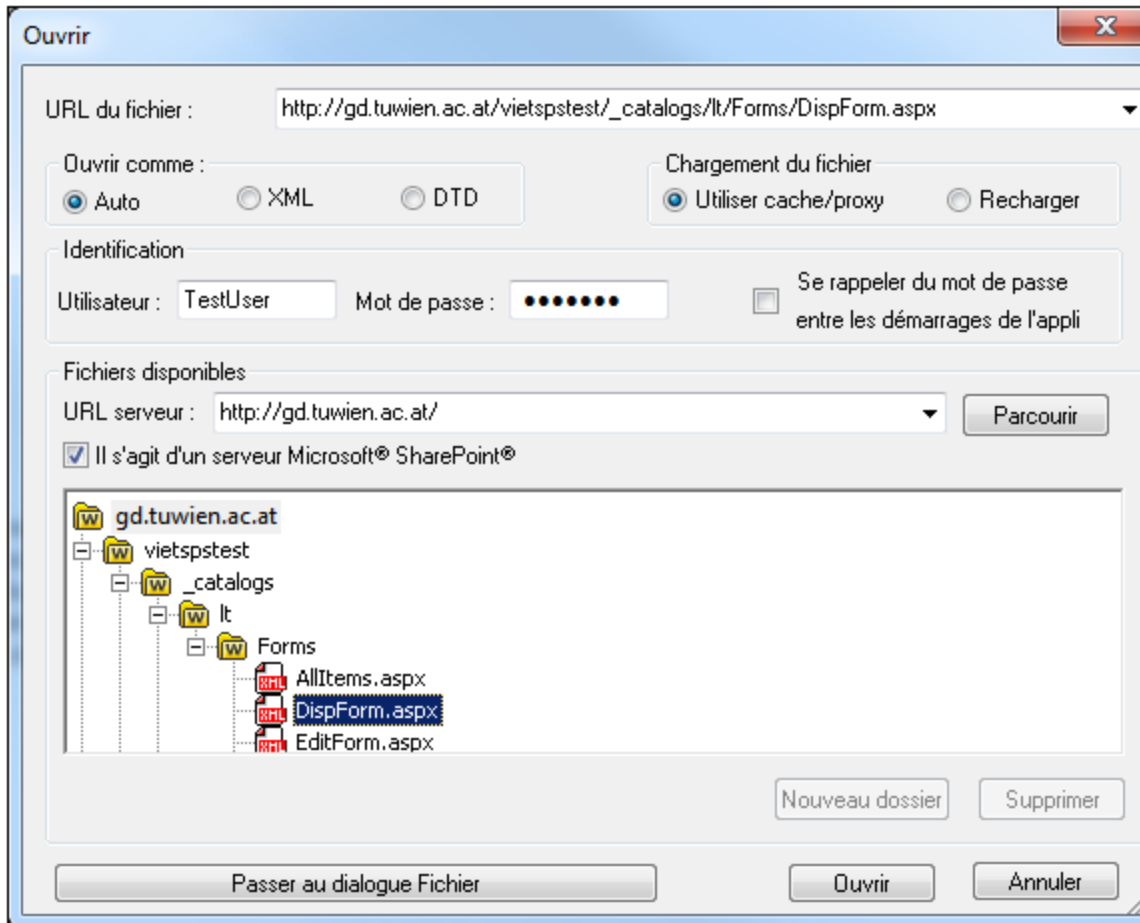 Ouvrir
URL du fichier : http://gd.tuwien.ac.at/vietspstest/_catalogs/lt/Forms/DispForm.aspx
Ouvrir comme : Chargement du fichier
Auto XML DTD Utiliser cache/proxy Recharger
Identification
Utilisateur : TestUser Mot de passe : ●●●●●●● Se rappeler du mot de passe
entre les démarrages de l'appli
Fichiers disponibles
URL serveur : http://gd.tuwien.ac.at/ Parcourir
Il s'agit d'un serveur Microsoft® SharePoint®
gd.tuwien.ac.at
vietspstest
_catalogs
lt
Forms
AllItems.aspx
DispForm.aspx
EditForm.aspx
Nouveau dossier Supprimer
Passer au dialogue Fichier Ouvrir Annuler